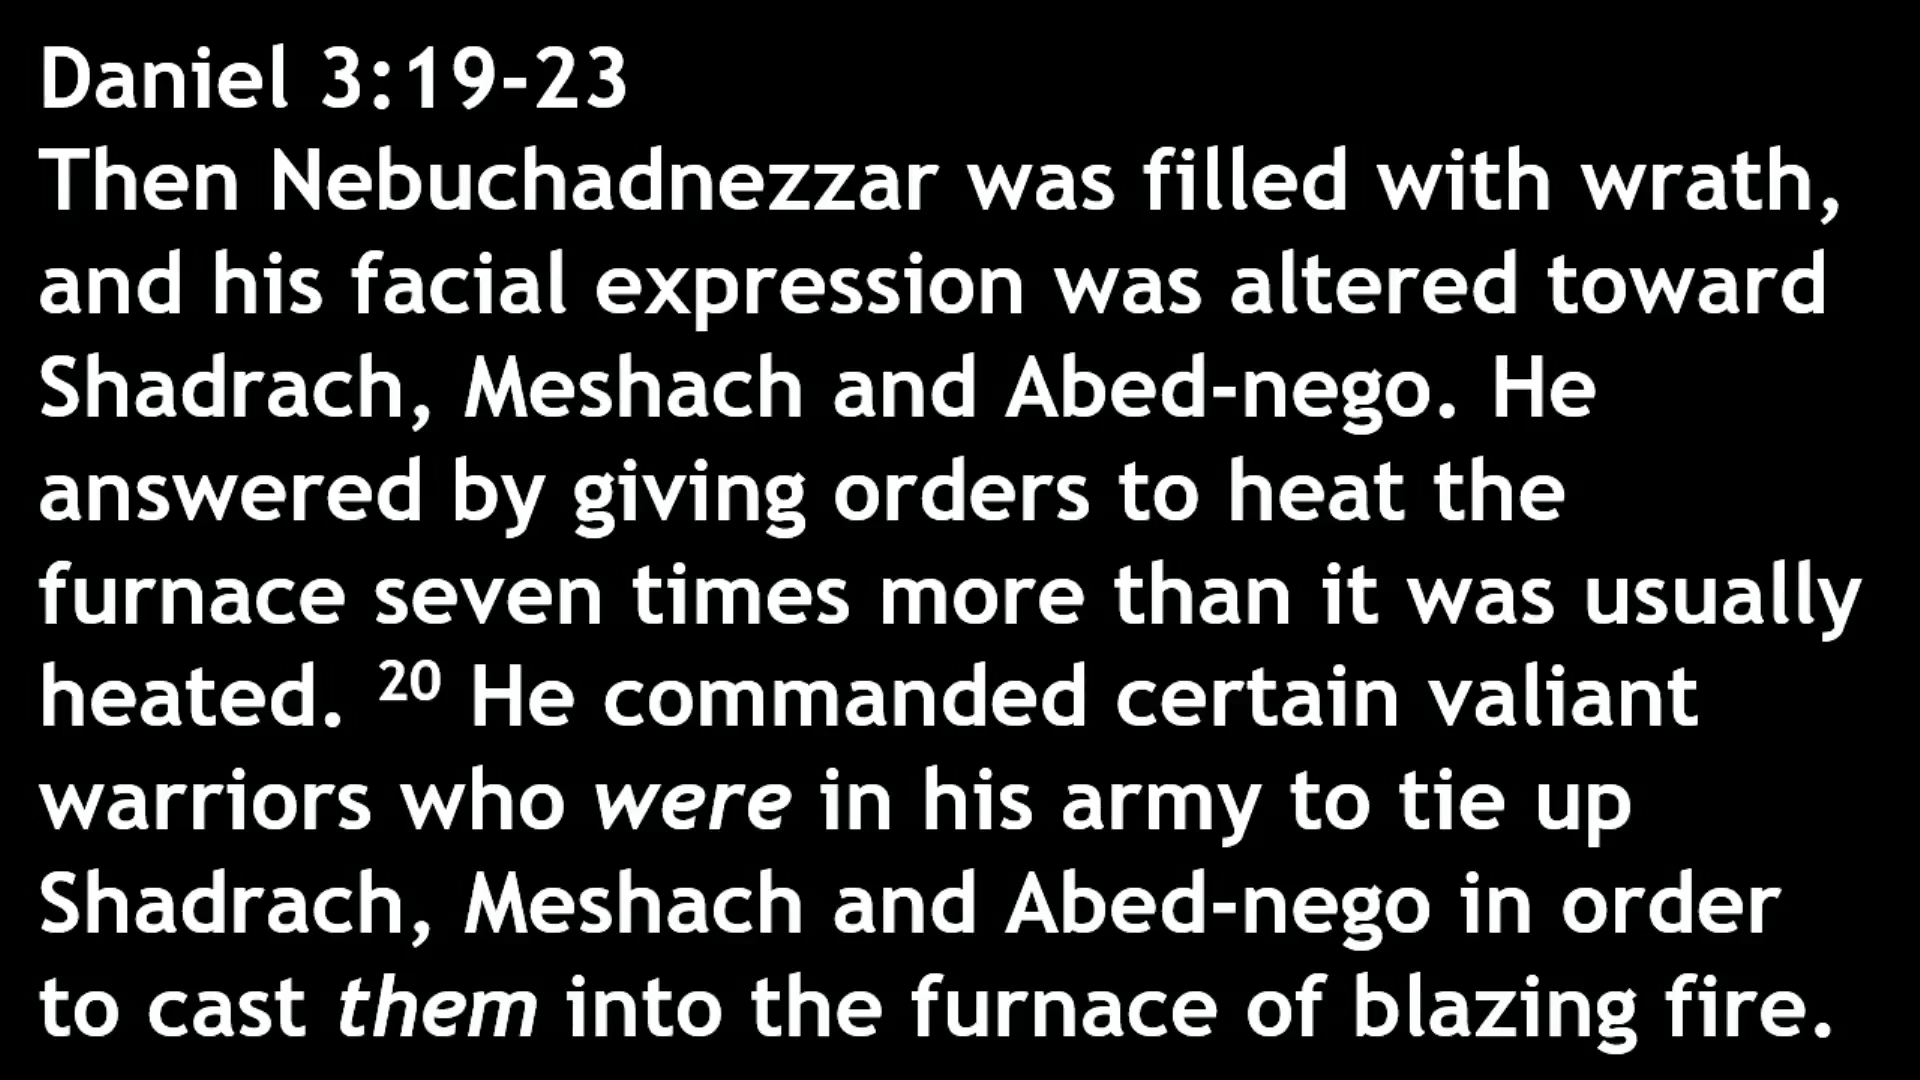 Daniel 3:19-23
Then Nebuchadnezzar was filled with wrath,
and his facial expression was altered toward
Shadrach, Meshach and Abed-nego. He
answered by giving orders to heat the
furnace seven times more than it was usually
heated. 20 He commanded certain valiant
warriors who were in his army to tie up
Shadrach, Meshach and Abed-nego in order
to cast them into the furnace of blazing fire.